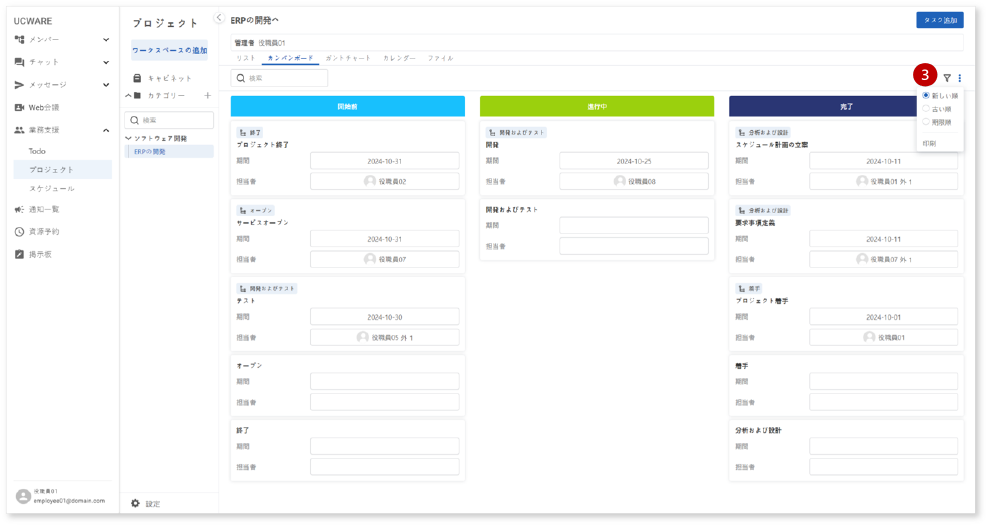 UCWARE
メンバー
チャット
メッセージ
Web会議
業務支援
Todo
プロジェクト
スケジュール
通知一覧
資源予約
掲示板
役職員01
employee01@domain.com
プロジェクト
ワークスペースの追加
キャビネット
カテゴリー
検索
ソフトウェア開発
ERPの開発
設定
ERPの開発へ
タスク追加
管理者 役職員01
リスト カンバンボード ガントチャート カレンダー ファイル
検索
3
新しい順
古い順
期限順
印刷
開始前
終了
プロジェクト終了
期間 2024-10-31
担当者 役職員02
オープン
サービスオープン
期間 2024-10-31
担当者 役職員07
開発およびテスト
テスト
期間 2024-10-30
担当者 役職員05 外 1
オープン
期間
担当者
終了
期間
担当者
進行中
開発およびテスト
開発
期間 2024-10-25
担当者 役職員08
開発およびテスト
期間
担当者
完了
分析および設計
スケジュール計画の立案
期間 2024-10-11
担当者 役職員01 外 1
分析および設計
要求事項定義
期間 2024-10-11
担当者 役職員07 外 1
着手
プロジェクト着手
期間 2024-10-01
担当者 役職員01
着手
期間
担当者
分析および設計
期間
担当者